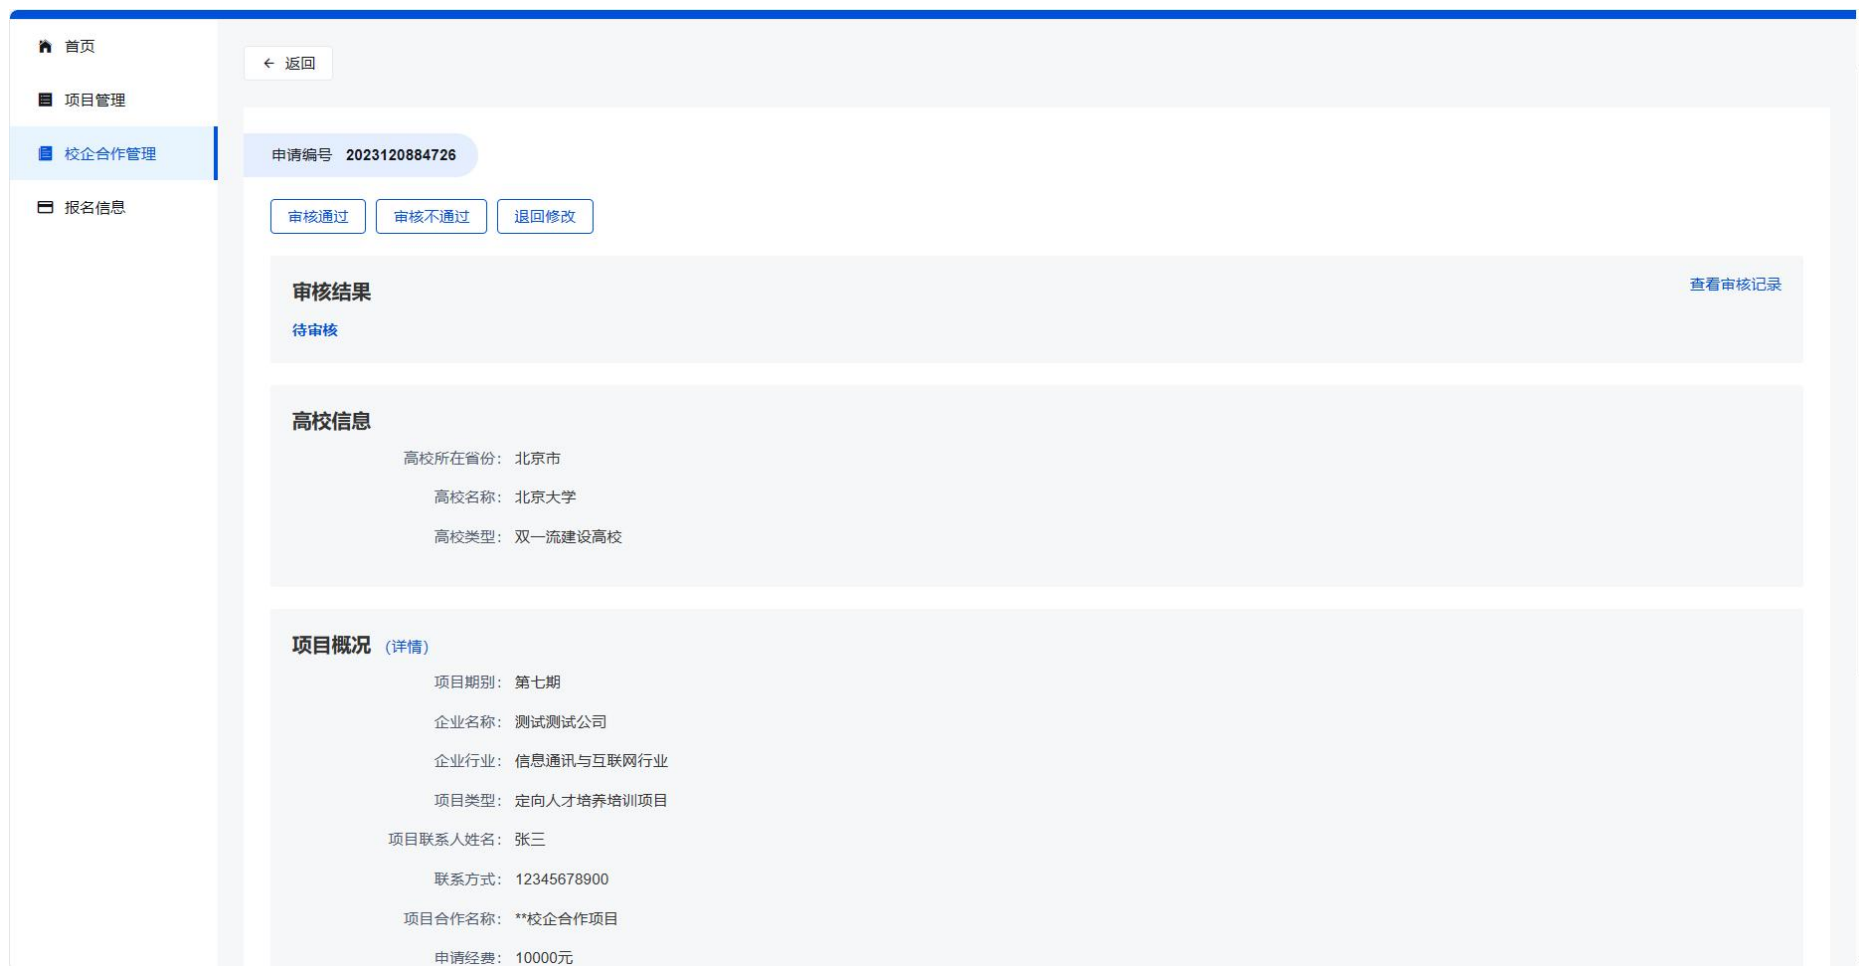 首页
项目管理
校企合作管理
报名信息
返回
申请编号 2023120884726
审核通过 审核不通过 退回修改
审核结果 查看审核记录
待审核
高校信息
高校所在省份： 北京市
高校名称： 北京大学
高校类型： 双一流建设高校
项目概况 （详情）
项目期别： 第七期
企业名称： 测试测试公司
企业行业： 信息通讯与互联网行业
项目类型： 定向人才培养培训项目
项目联系人姓名： 张三
联系方式： 12345678900
项目合作名称： **校企合作项目
申请经费： 10000元